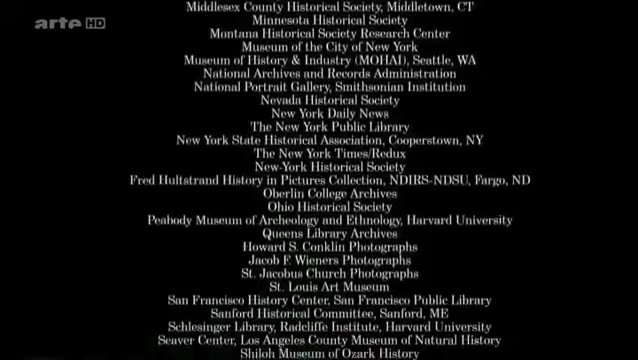 Middlesex County Historical Society, Middletown, CT
arte HD
Minnesota Historical Society
Montana Historical Society Research Center
Museum of the City of New York
Museum of History & Industry (MOHAI), Seattle, WA
National Archives and Records Administration
National Portrait Gallery, Smithsonian Institution
Nevada Historical Society
New York Daily News
The New York Public Library
New York State Historical Association, Cooperstown, NY
The New York Times/Redux
New-York Historical Society
Fred Hultstrand History in Pictures Collection, NDIRS-NDSU, Fargo, ND
Oberlin College Archives
Ohio Historical Society
Peabody Museum of Archeology and Ethnology, Harvard University
Queens Library Archives
Howard S. Conklin Photographs
Jacob F. Wieners Photographs
St. Jacobus Church Photographs
St. Louis Art Museum
San Francisco History Center, San Francisco Public Library
Sanford Historical Committee, Sanford, ME
Schlesinger Library, Radcliffe Institute, Harvard University
Seaver Center, Los Angeles County Museum of Natural History
Shiloh Museum of Ozark History